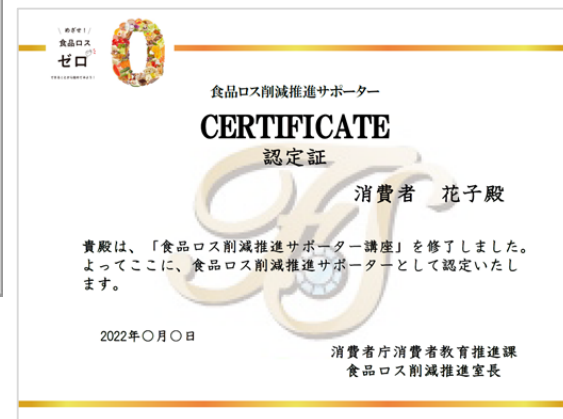 めざせ！
食品ロス
ゼロ
食品ロス削減推進サポーター
CERTIFICATE
認定証
消費者　花子殿
貴殿は、「食品ロス削減推進サポーター講座」を修了しました。
よってここに、食品ロス削減推進サポーターとして認定いたし
ます。
2022年〇月〇日
消費者庁消費者教育推進課
食品ロス削減推進室長